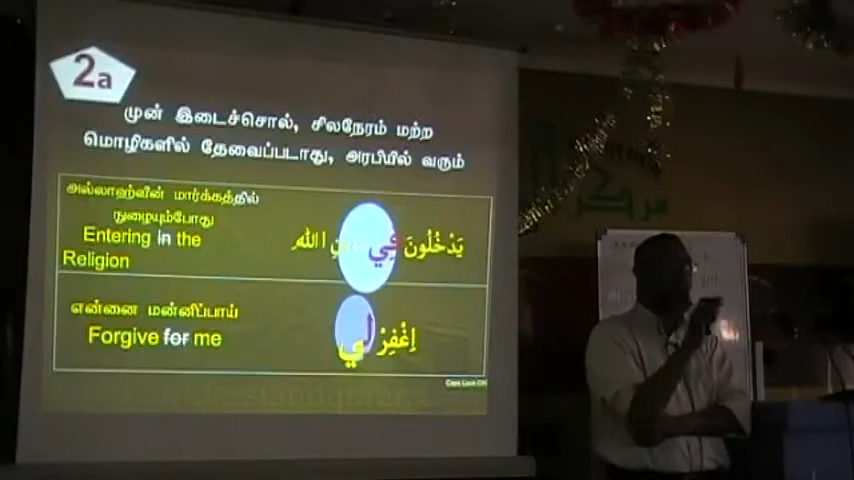 2a
முன் இடைச்சொல், சிலநேரம் மற்ற
மொழிகளில் தேவைப்படாது, அரபியில் வரும்
அல்லாஹ்வின் மார்க்கத்தில்
நுழையும்போது
Entering in the
Religion
يَدْخُلُونَ فِي اللهِ
என்னை மன்னிப்பாய்
Forgive for me
اِغْفِرْ لِي